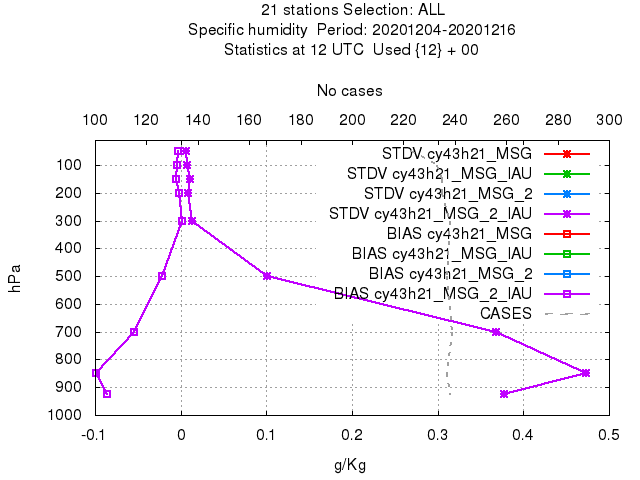 21 stations Selection: ALL
Specific humidity  Period: 20201204-20201216
Statistics at 12 UTC  Used {12} + 00
No cases
100 120 140 160 180 200 220 240 260 280 300
STDV cy43h21_MSG
STDV cy43h21_MSG_IAU
STDV cy43h21_MSG_2
STDV cy43h21_MSG_2_IAU
BIAS cy43h21_MSG
BIAS cy43h21_MSG_IAU
BIAS cy43h21_MSG_2
BIAS cy43h21_MSG_2_IAU
CASES
hPa
100
200
300
400
500
600
700
800
900
1000
-0.1 0 0.1 0.2 0.3 0.4 0.5
g/Kg